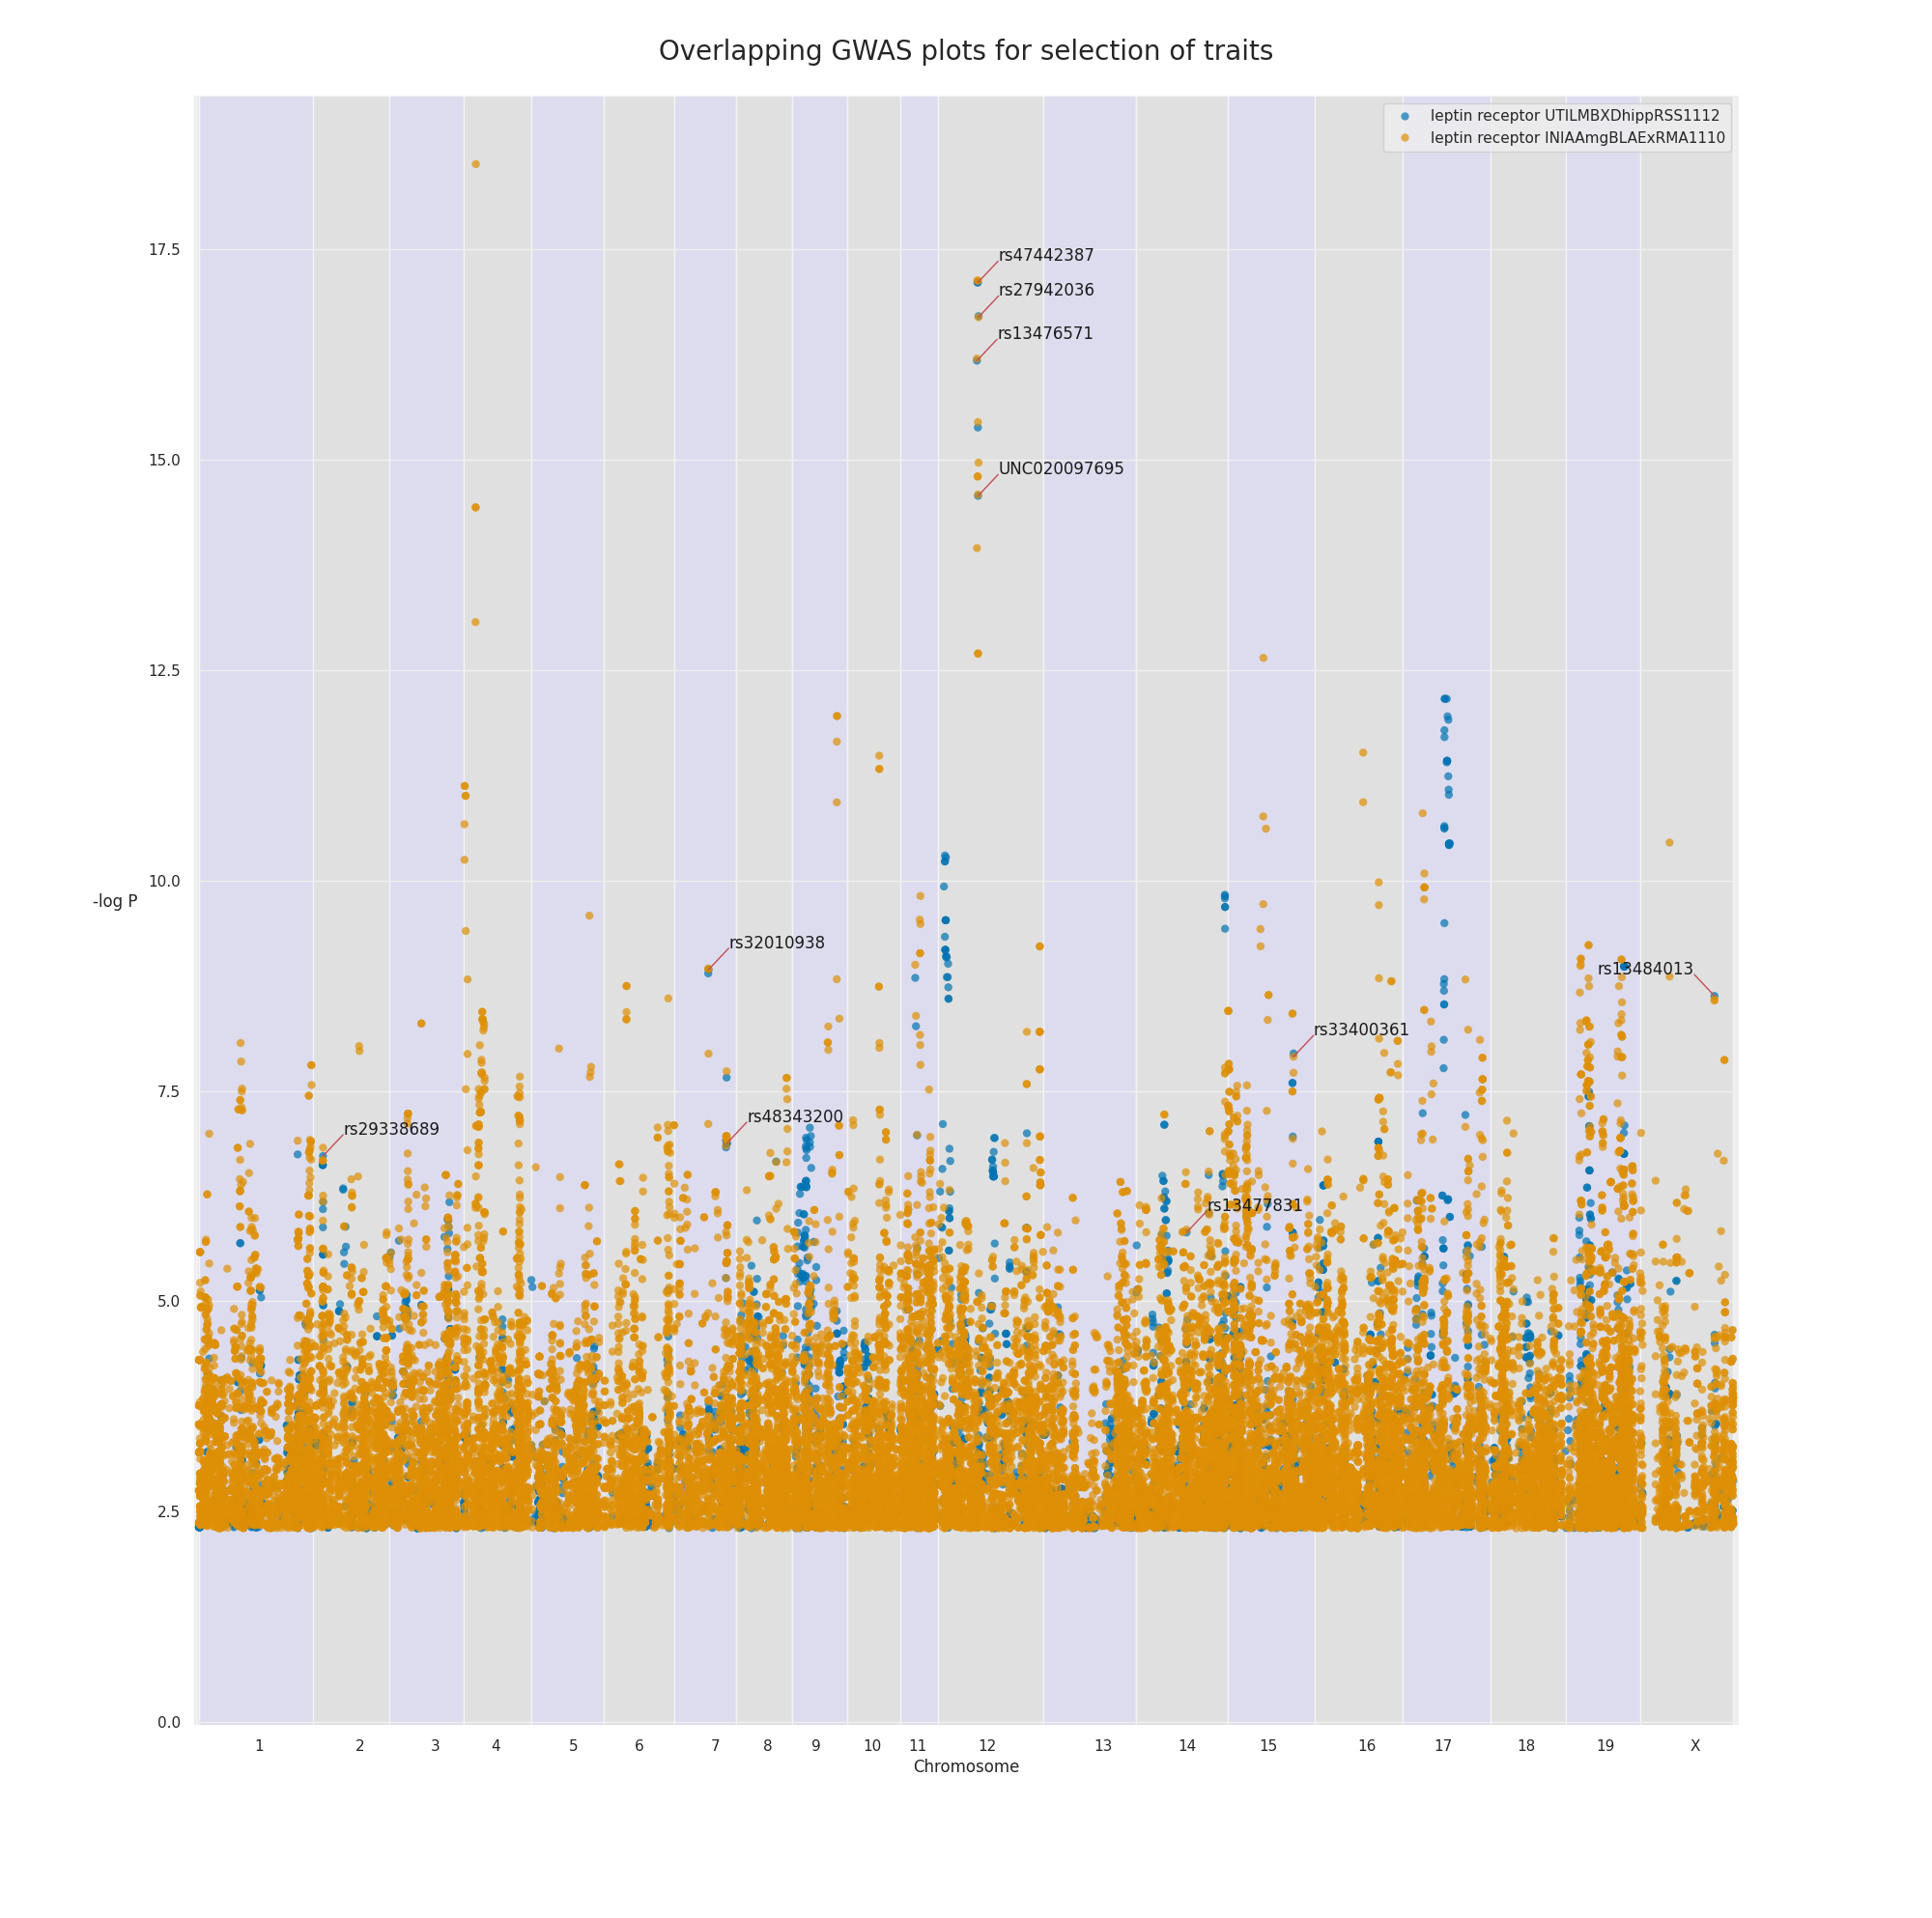 Overlapping GWAS plots for selection of traits
leptin receptor UTILMBXDhippRSS1112
leptin receptor INIAAmgBLAExRMA1110
17.5
rs47442387
rs27942036
rs13476571
15.0
UNC020097695
12.5
10.0
-log P
rs32010938
rs13484013
rs33400361
7.5
rs48343200
rs29338689
rs13477831
5.0
2.5
0.0
1 2 3 4 5 6 7 8 9 10 11 12 13 14 15 16 17 18 19 X
Chromosome